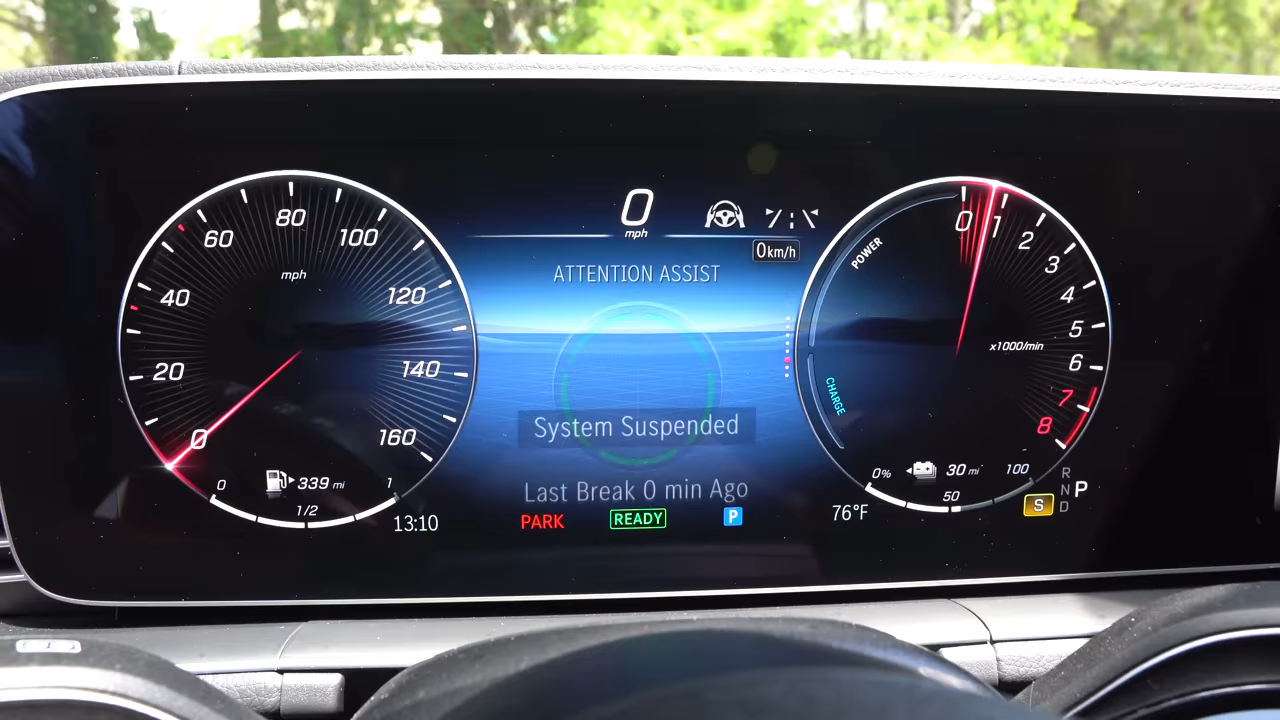 0
mph
0 km/h
ATTENTION ASSIST
System Suspended
Last Break 0 min Ago
PARK
READY
P
0
20
40
60
80
100
120
140
160
mph
0
1/2
1
339 mi
13:10
POWER
CHARGE
0
1
2
3
4
5
6
7
8
x1000/min
0%
50
100
30 mi
76°F
S
R
N
D
P